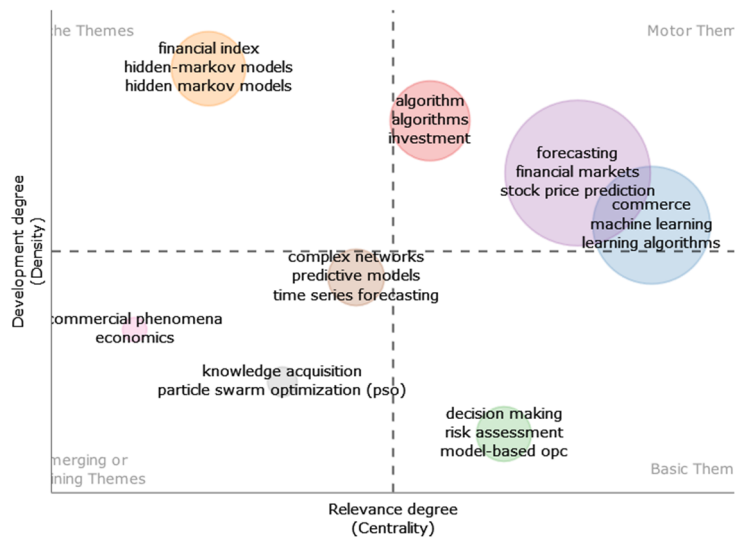 the Themes
Motor Them
financial index
hidden-markov models
hidden markov models
algorithm
algorithms
investment
forecasting
financial markets
stock price prediction
commerce
machine learning
learning algorithms
complex networks
predictive models
time series forecasting
commercial phenomena
economics
knowledge acquisition
particle swarm optimization (pso)
decision making
risk assessment
model-based opc
merging or
ining Themes
Basic Them
Development degree
(Density)
Relevance degree
(Centrality)